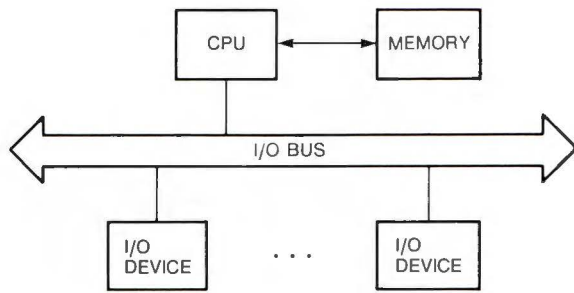 CPU
MEMORY
I/O BUS
I/O
DEVICE
. . .
I/O
DEVICE